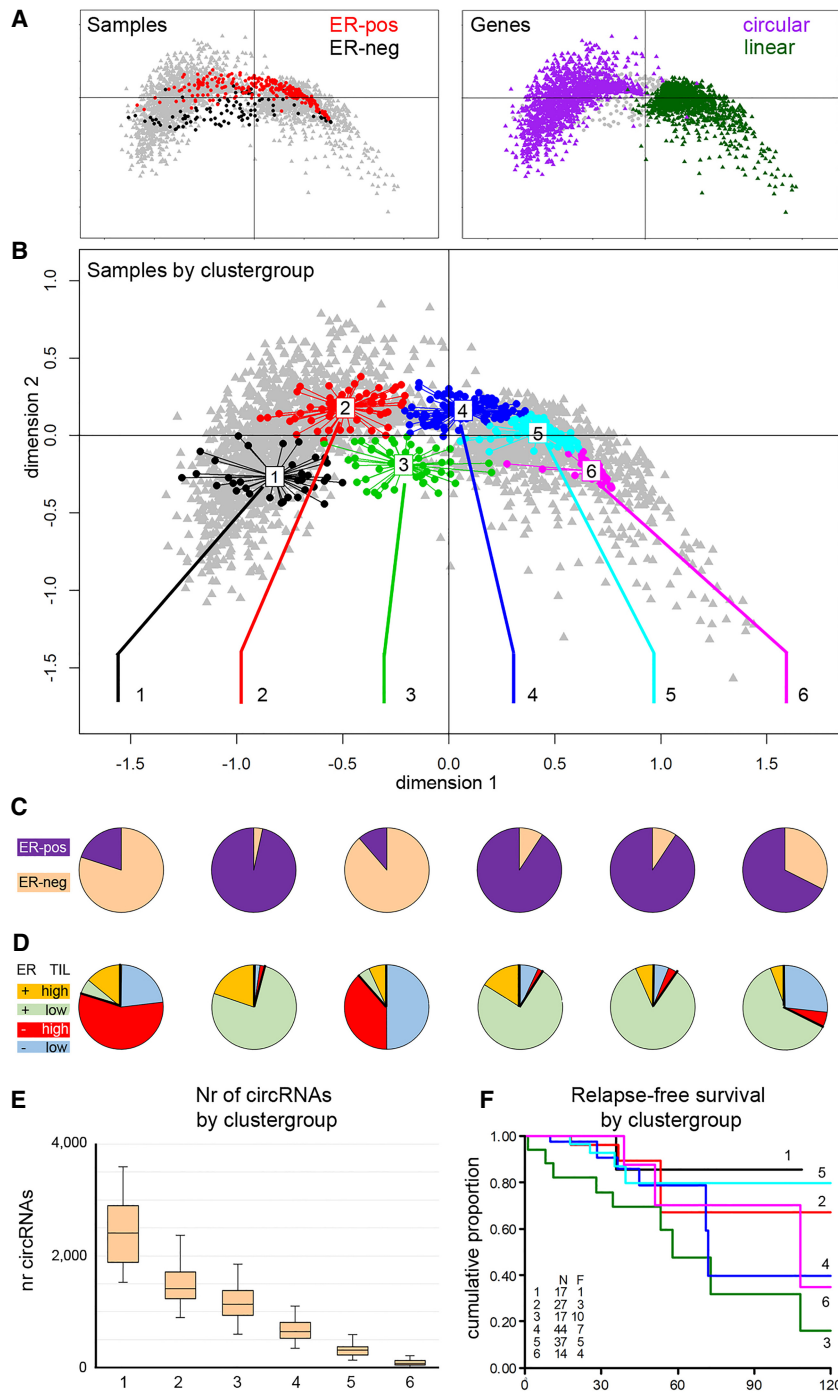 A
Samples
ER-pos
ER-neg
Genes
circular
linear
B
Samples by clustergroup
1.0
0.5
0.0
-0.5
-1.0
-1.5
dimension 2
1
2
3
4
5
6
1 2 3 4 5 6
-1.5 -1.0 -0.5 0.0 0.5 1.0 1.5
dimension 1
C
ER-pos
ER-neg
D
ER TIL
+ high
+ low
- high
- low
E
Nr of circRNAs
by clustergroup
4,000
2,000
0
nr circRNAs
1 2 3 4 5 6
F
Relapse-free survival
by clustergroup
1.00
0.80
0.60
0.40
0.20
0.00
cumulative proportion
1
5
2
4
6
3
N F
1 17 1
2 27 3
3 17 10
4 44 7
5 37 5
6 14 4
0 30 60 90 120